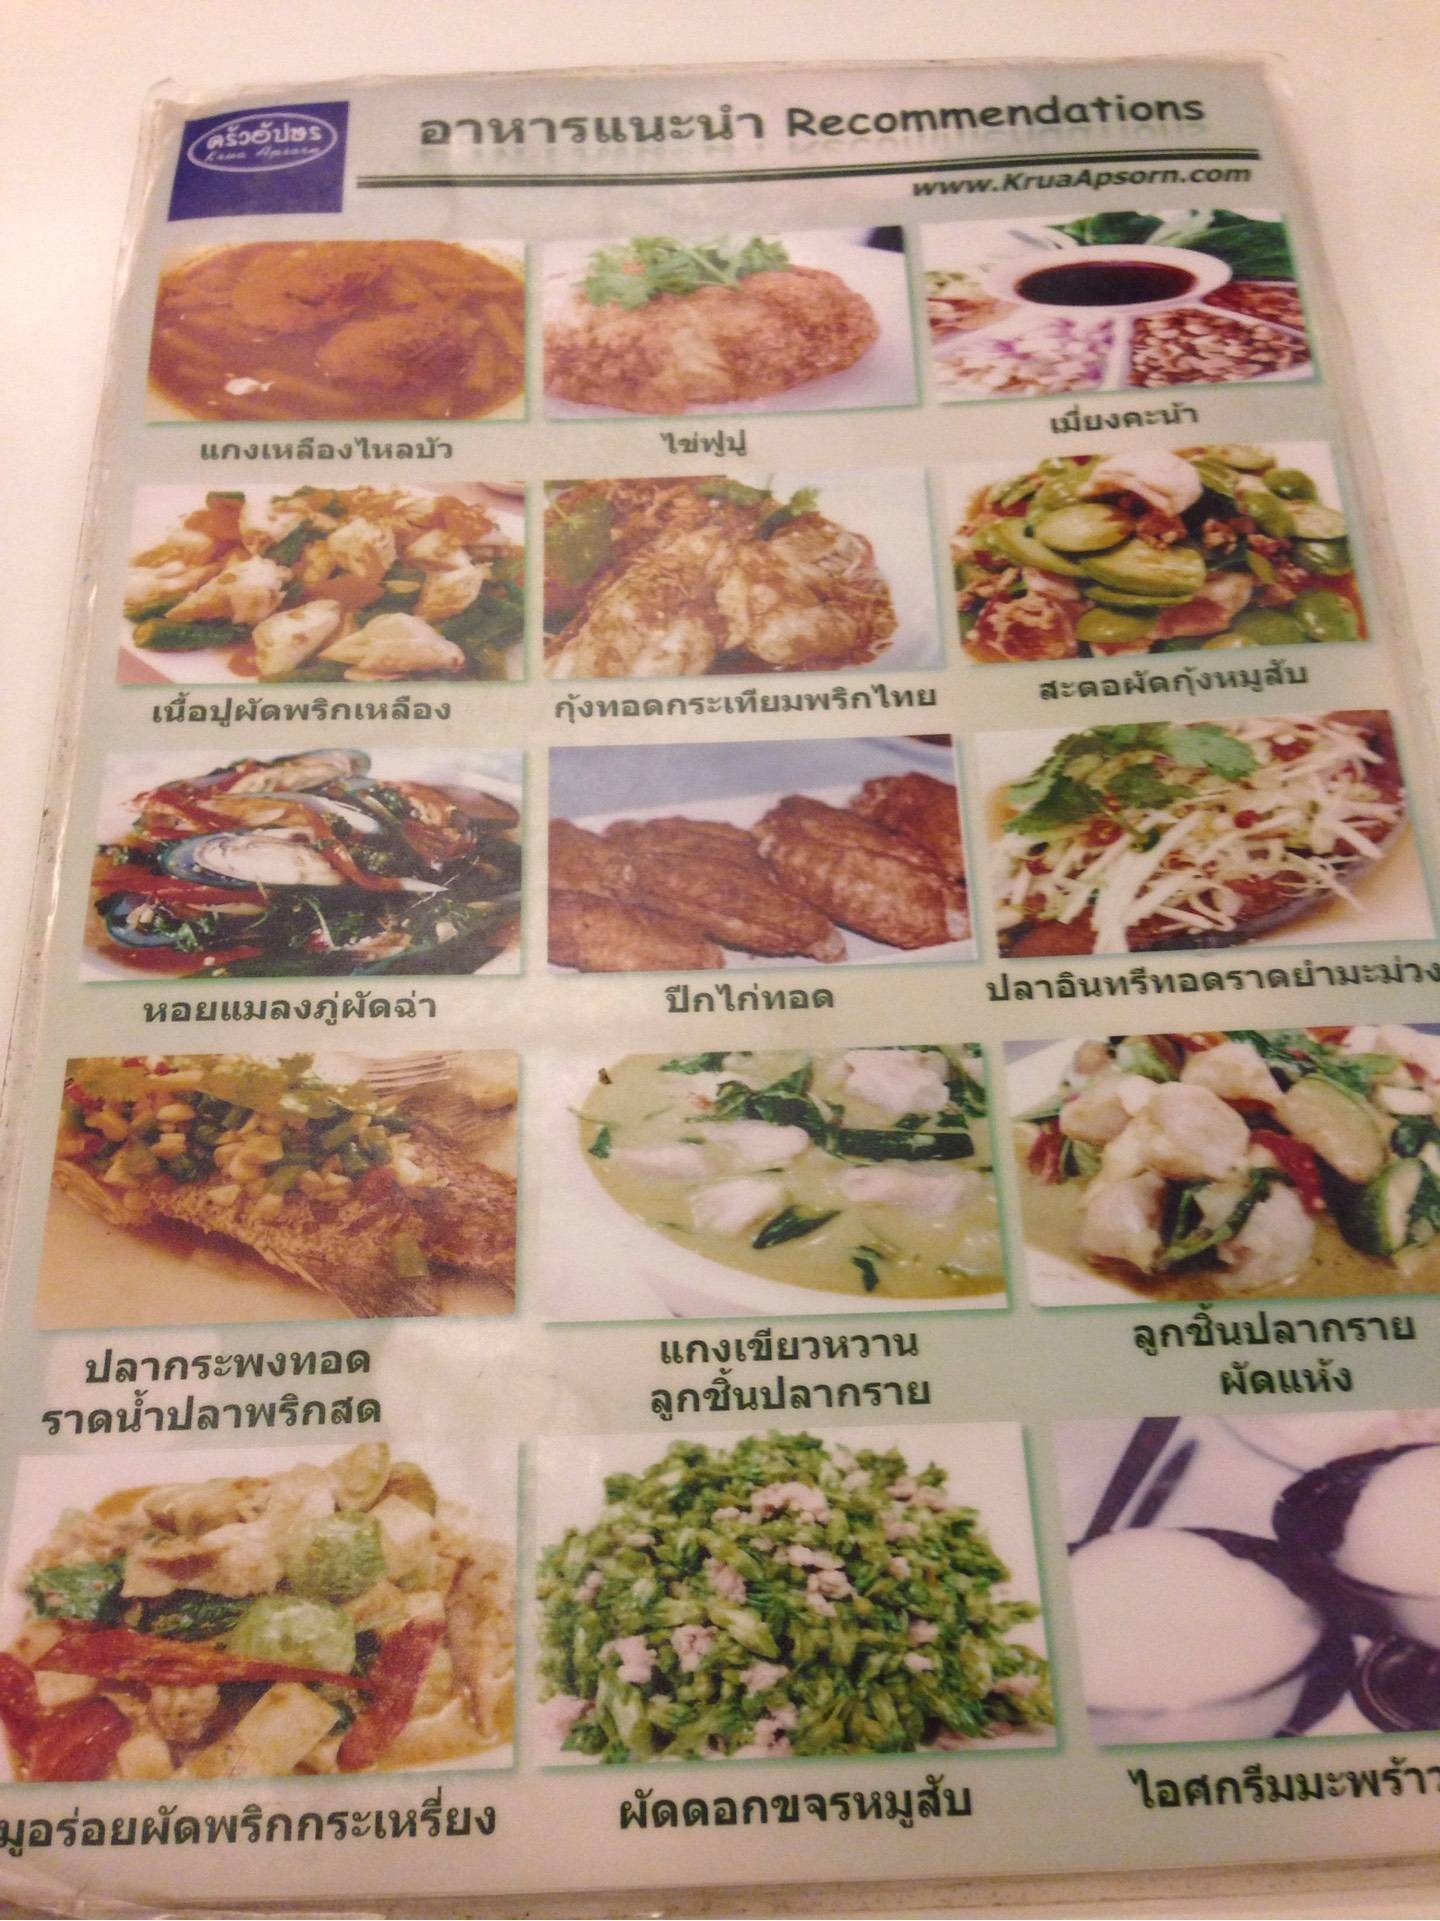 ครัวอัปษร
Krua Apsorn
อาหารแนะนำ Recommendations
www.KruaApsorn.com
แกงเหลืองไหลบัว
ไข่ฟูปู
เมี่ยงคะน้า
เนื้อปูผัดพริกเหลือง
กุ้งทอดกระเทียมพริกไทย
สะตอผัดกุ้งหมูสับ
หอยแมลงภู่ผัดฉ่า
ปีกไก่ทอด
ปลาอินทรีทอดราดยำมะม่วง
ปลากระพงทอด
ราดน้ำปลาพริกสด
แกงเขียวหวาน
ลูกชิ้นปลากราย
ลูกชิ้นปลากราย
ผัดแห้ง
หมูอร่อยผัดพริกกระเหรี่ยง
ผัดดอกขจรหมูสับ
ไอศกรีมมะพร้าว